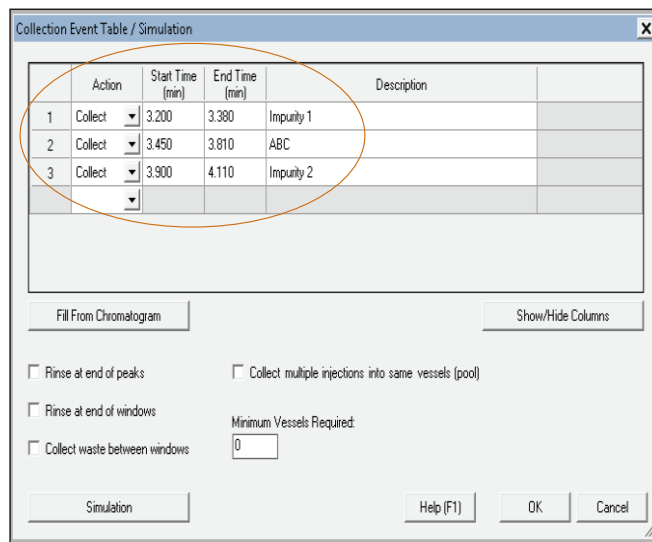 Collection Event Table / Simulation X
Action Start Time (min) End Time (min) Description
1 Collect 3.200 3.380 Impurity 1
2 Collect 3.450 3.810 ABC
3 Collect 3.900 4.110 Impurity 2
Fill From Chromatogram Show/Hide Columns
Rinse at end of peaks Collect multiple injections into same vessels (pool)
Rinse at end of windows
Minimum Vessels Required:
Collect waste between windows 0
Simulation Help (F1) OK Cancel